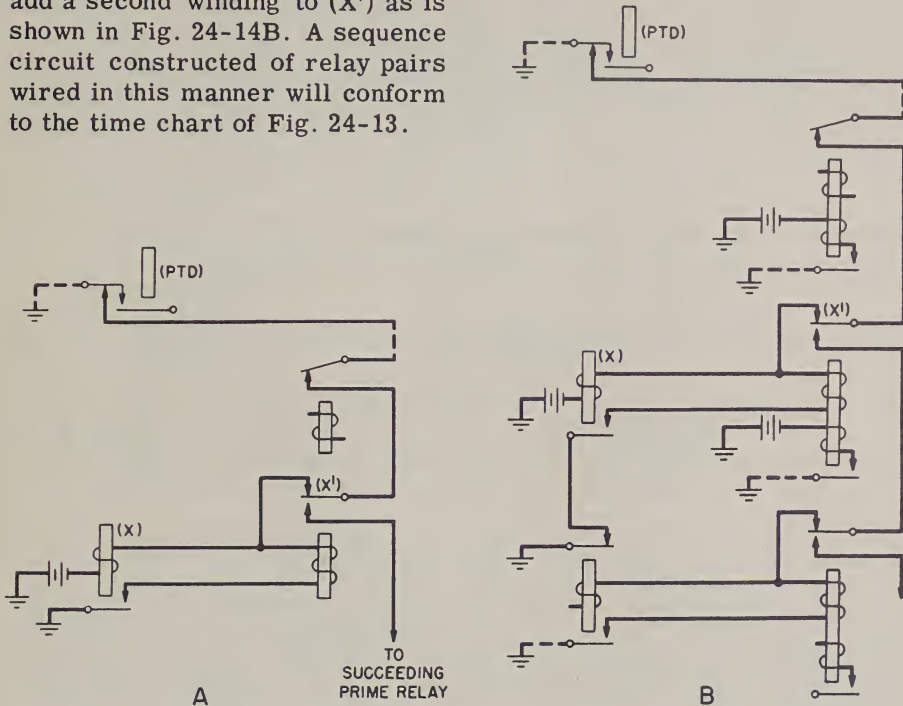 add a second winding to (X') as is
shown in Fig. 24-14B. A sequence
circuit constructed of relay pairs
wired in this manner will conform
to the time chart of Fig. 24-13.
(PTD)
(X')
(X)
TO
SUCCEEDING
PRIME RELAY
A
(PTD)
(X')
(X)
B